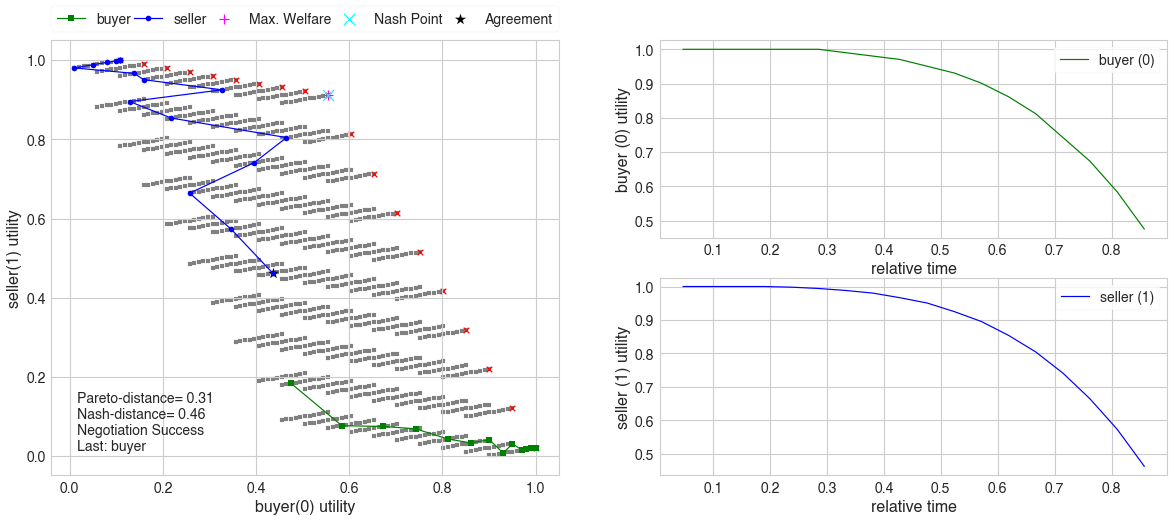 buyer seller Max. Welfare Nash Point Agreement
1.0
0.8
0.6
0.4
0.2
0.0
seller(1) utility
Pareto-distance= 0.31
Nash-distance= 0.46
Negotiation Success
Last: buyer
0.0 0.2 0.4 0.6 0.8 1.0
buyer(0) utility
buyer (0)
1.0
0.9
0.8
0.7
0.6
0.5
buyer (0) utility
0.1 0.2 0.3 0.4 0.5 0.6 0.7 0.8
relative time
seller (1)
1.0
0.9
0.8
0.7
0.6
0.5
seller (1) utility
0.1 0.2 0.3 0.4 0.5 0.6 0.7 0.8
relative time